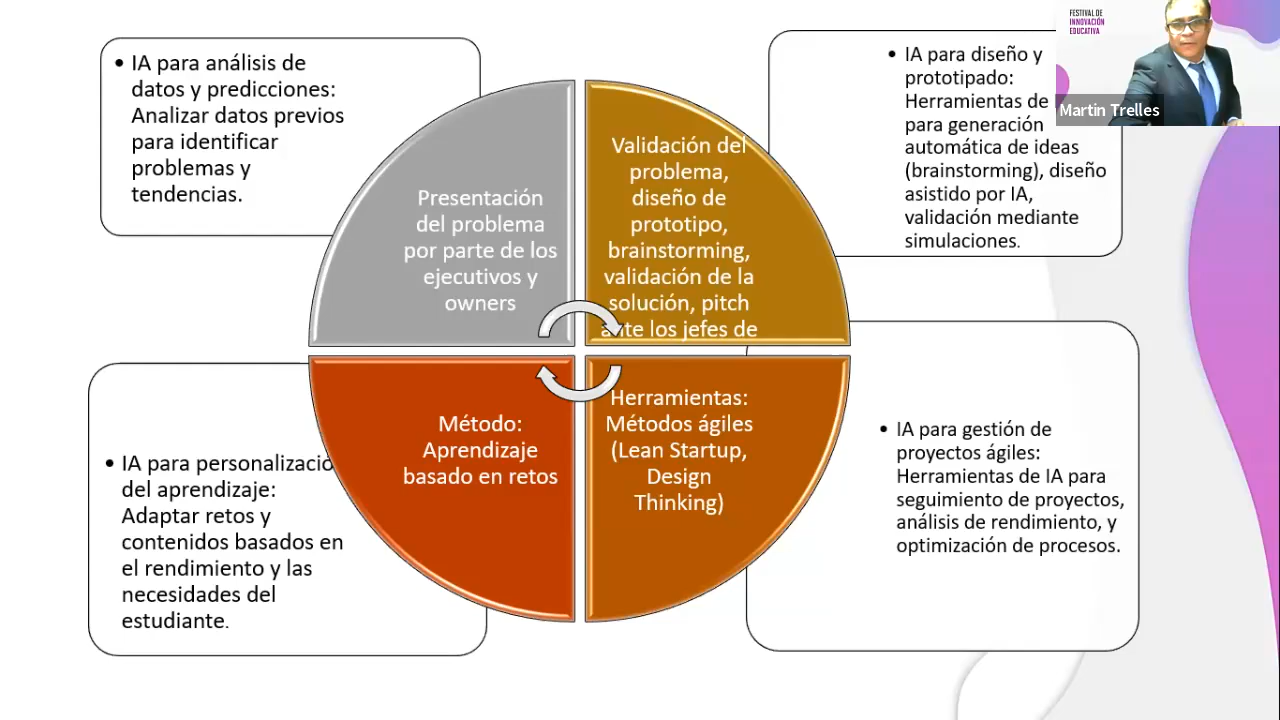 • IA para análisis de
datos y predicciones:
Analizar datos previos
para identificar
problemas y
tendencias.
Presentación
del problema
por parte de los
ejecutivos y
owners
Validación del
problema,
diseño de
prototipo,
brainstorming,
validación de la
solución, pitch
ante los jefes de
• IA para diseño y
prototipado:
Herramientas de
para generación
automática de ideas
(brainstorming), diseño
asistido por IA,
validación mediante
simulaciones.
FESTIVAL DE
INNOVACIÓN
EDUCATIVA
Martín Trelles
• IA para personalizació
del aprendizaje:
Adaptar retos y
contenidos basados en
el rendimiento y las
necesidades del
estudiante.
Método:
Aprendizaje
basado en retos
Herramientas:
Métodos ágiles
(Lean Startup,
Design
Thinking)
• IA para gestión de
proyectos ágiles:
Herramientas de IA para
seguimiento de proyectos,
análisis de rendimiento, y
optimización de procesos.